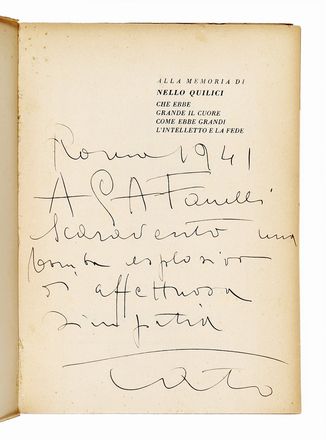 ALLA MEMORIA DI
NELLO QUILICI
CHE EBBE
GRANDE IL CUORE
COME EBBE GRANDI
L'INTELLETTO E LA FEDE
Roma 1941
A G A Fanelli
scaravento una
bomba esplosiva
di affettuosa
simpatia
Crato